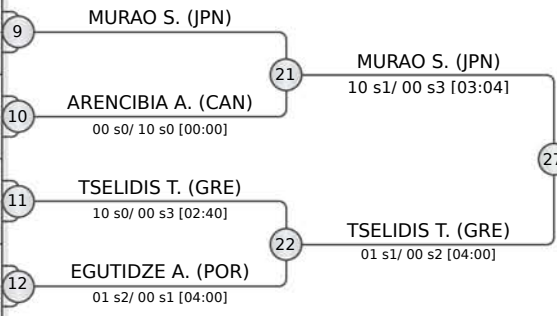 9
MURAO S. (JPN)
21
MURAO S. (JPN)
10 s1/ 00 s3 [03:04]
10
ARENCIBIA A. (CAN)
00 s0/ 10 s0 [00:00]
27
11
TSELIDIS T. (GRE)
10 s0/ 00 s3 [02:40]
22
TSELIDIS T. (GRE)
01 s1/ 00 s2 [04:00]
12
EGUTIDZE A. (POR)
01 s2/ 00 s1 [04:00]